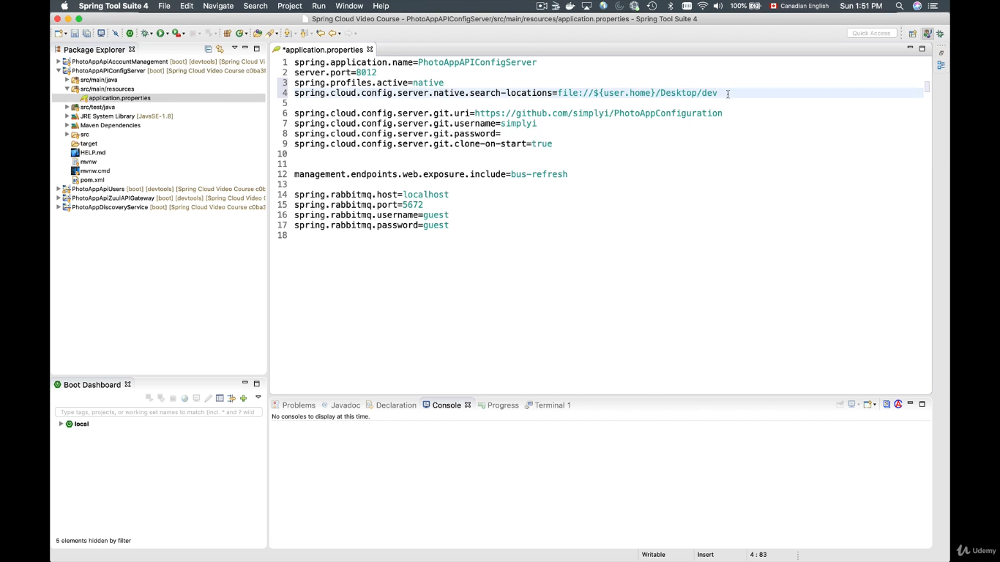 Spring Tool Suite 4 File Edit Navigate Search Project Run Window Help 100% Canadian English Sun 1:51 PM
Spring Cloud Video Course - PhotoAppAPIConfigServer/src/main/resources/application.properties - Spring Tool Suite 4
Quick Access
Package Explorer
PhotoAppApiAccountManagement [boot] [devtools] [Spring Cloud Vi
PhotoAppAPIConfigServer [boot] [Spring Cloud Video Course c0ba3f
src/main/java
src/main/resources
application.properties
src/test/java
JRE System Library [JavaSE-1.8]
Maven Dependencies
src
target
HELP.md
mvnw
mvnw.cmd
pom.xml
PhotoAppApiUsers [boot] [devtools] [Spring Cloud Video Course c0ba
PhotoAppApiZuulAPIGateway [boot] [devtools] [Spring Cloud Video
PhotoAppDiscoveryService [boot] [Spring Cloud Video Course c0ba3
*application.properties
1 spring.application.name=PhotoAppAPIConfigServer
2 server.port=8012
3 spring.profiles.active=native
4 spring.cloud.config.server.native.search-locations=file://${user.home}/Desktop/dev
5
6 spring.cloud.config.server.git.uri=https://github.com/simplyi/PhotoAppConfiguration
7 spring.cloud.config.server.git.username=simplyi
8 spring.cloud.config.server.git.password=
9 spring.cloud.config.server.git.clone-on-start=true
10
11
12 management.endpoints.web.exposure.include=bus-refresh
13
14 spring.rabbitmq.host=localhost
15 spring.rabbitmq.port=5672
16 spring.rabbitmq.username=guest
17 spring.rabbitmq.password=guest
18
Boot Dashboard
Type tags, projects, or working set names to match (incl. * and ? wild
local
5 elements hidden by filter
Problems Javadoc Declaration Console Progress Terminal 1
No consoles to display at this time.
Writable Insert 4 : 83
Udemy